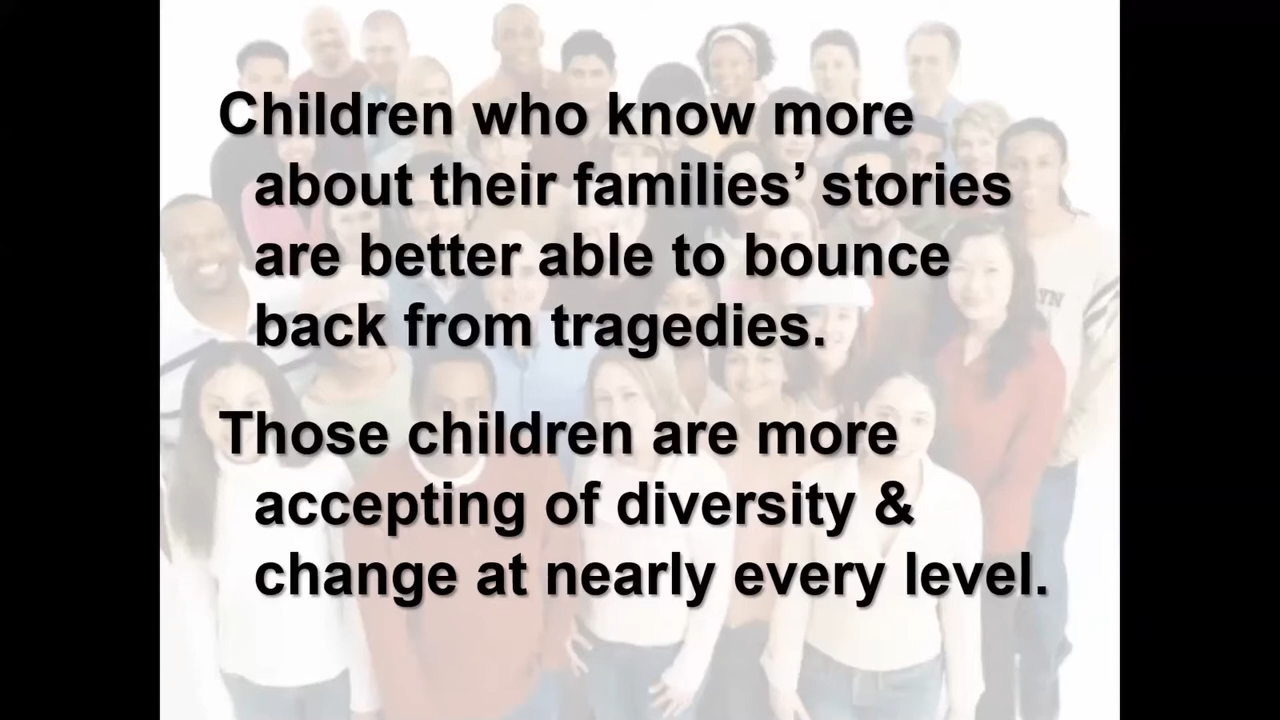 Children who know more
about their families’ stories
are better able to bounce
back from tragedies.
Those children are more
accepting of diversity &
change at nearly every level.